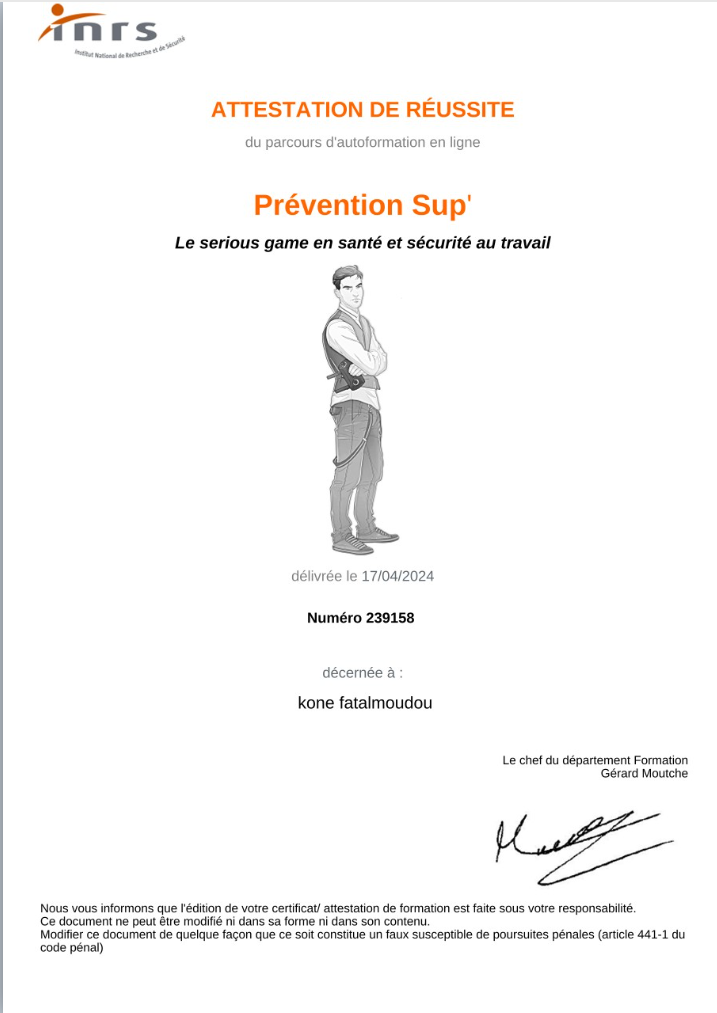 inrs
Institut National de Recherche et de Sécurité
ATTESTATION DE RÉUSSITE
du parcours d'autoformation en ligne
Prévention Sup'
Le serious game en santé et sécurité au travail
délivrée le 17/04/2024
Numéro 239158
décernée à :
kone fatalmoudou
Le chef du département Formation
Gérard Moutche
Nous vous informons que l'édition de votre certificat/ attestation de formation est faite sous votre responsabilité.
Ce document ne peut être modifié ni dans sa forme ni dans son contenu.
Modifier ce document de quelque façon que ce soit constitue un faux susceptible de poursuites pénales (article 441-1 du
code pénal)